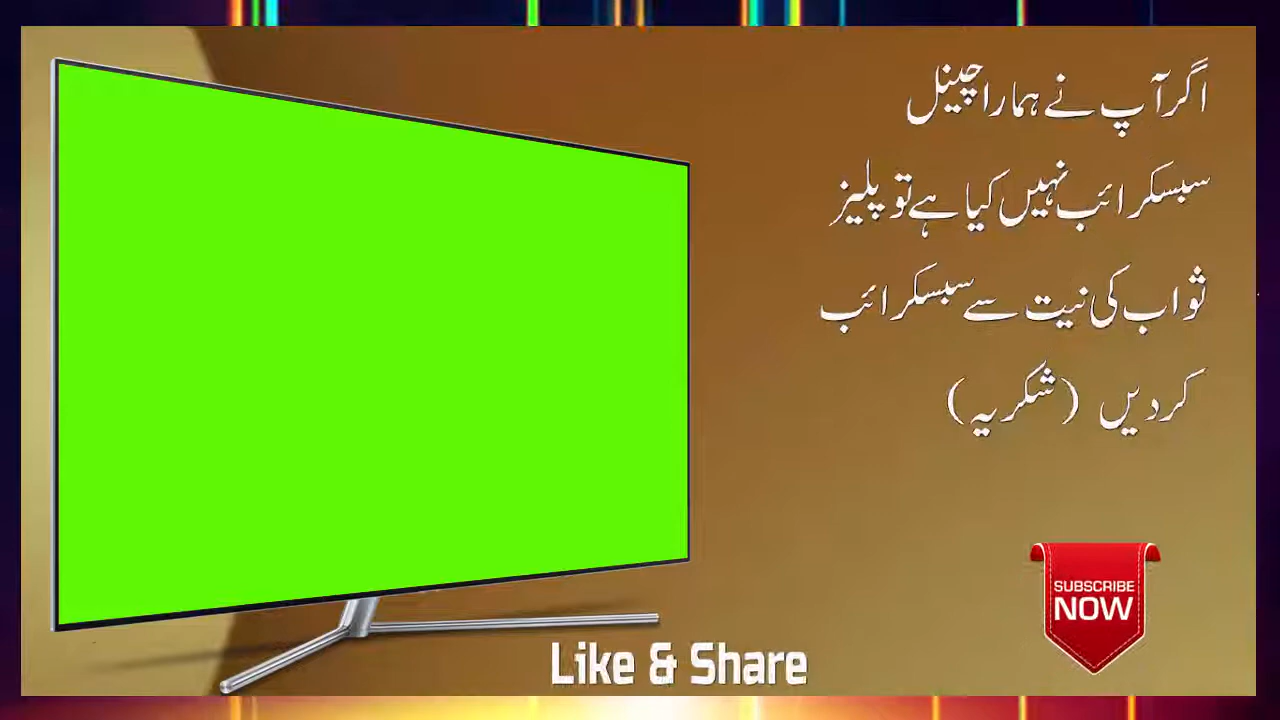 اگر آپ نے ہمارا چینل
سبسکرائب نہیں کیا ہے تو پلیز
ثواب کی نیت سے سبسکرائب
کردیں (شکریہ)
SUBSCRIBE
NOW
Like & Share